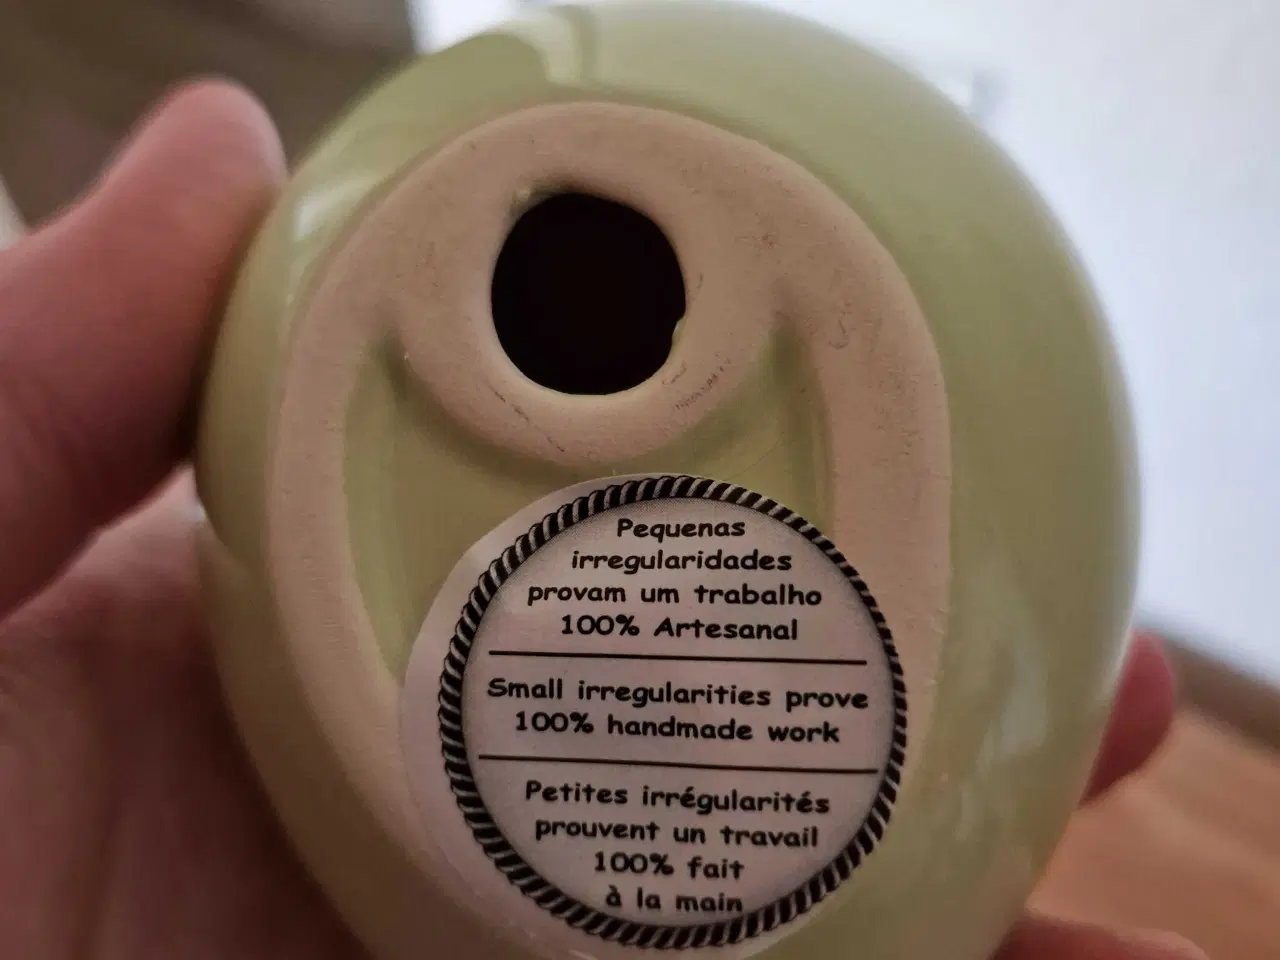 Pequenas
irregularidades
provam um trabalho
100% Artesanal
Small irregularities prove
100% handmade work
Petites irrégularités
prouvent un travail
100% fait
à la main